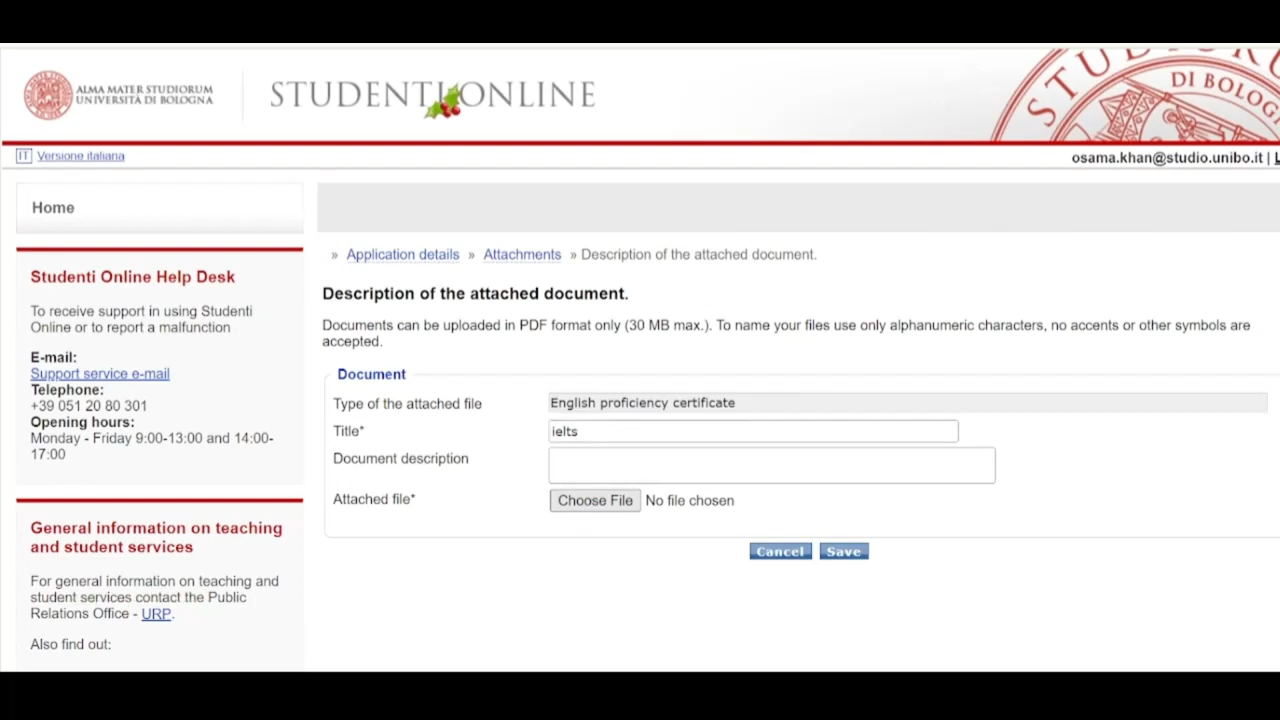 ALMA MATER STUDIORUM
UNIVERSITÀ DI BOLOGNA
STUDENTI ONLINE
STUDIORU
DI BOLOG
IT Versione italiana
osama.khan@studio.unibo.it | L
Home
» Application details » Attachments » Description of the attached document.
Studenti Online Help Desk
To receive support in using Studenti
Online or to report a malfunction
E-mail:
Support service e-mail
Telephone:
+39 051 20 80 301
Opening hours:
Monday - Friday 9:00-13:00 and 14:00-
17:00
General information on teaching
and student services
For general information on teaching and
student services contact the Public
Relations Office - URP.
Also find out:
Description of the attached document.
Documents can be uploaded in PDF format only (30 MB max.). To name your files use only alphanumeric characters, no accents or other symbols are
accepted.
Document
Type of the attached file English proficiency certificate
Title* ielts
Document description
Attached file* Choose File No file chosen
Cancel Save